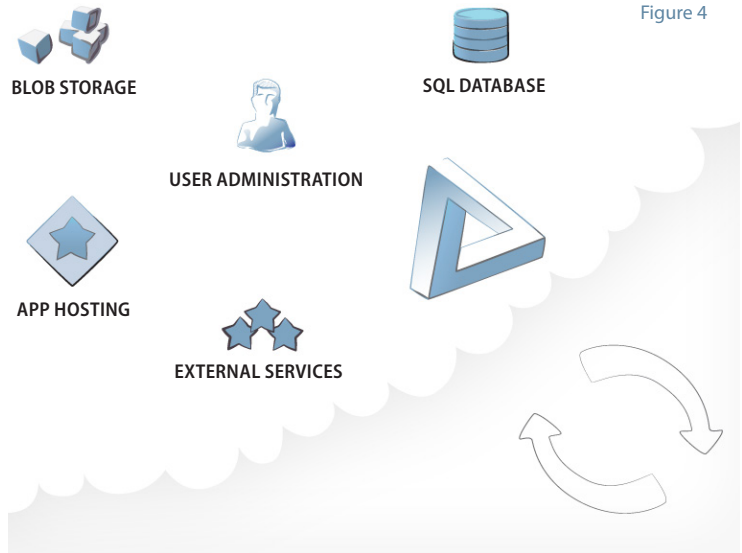 Figure 4
BLOB STORAGE
SQL DATABASE
USER ADMINISTRATION
APP HOSTING
EXTERNAL SERVICES